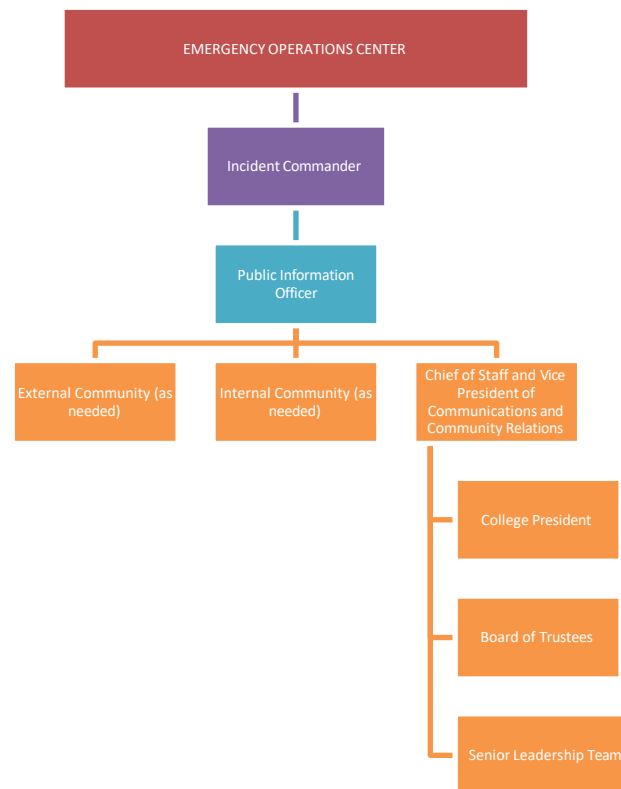 EMERGENCY OPERATIONS CENTER
Incident Commander
Public Information
Officer
External Community (as
needed)
Internal Community (as
needed)
Chief of Staff and Vice
President of
Communications and
Community Relations
College President
Board of Trustees
Senior Leadership Team